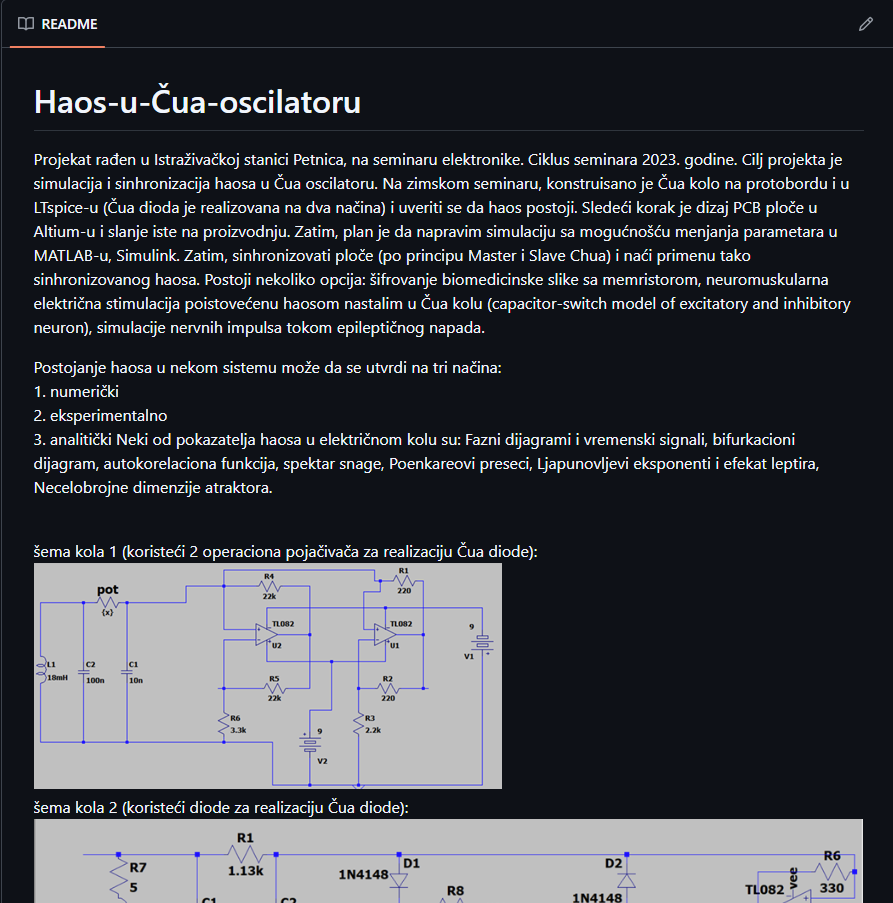 README
Haos-u-Čua-oscilatoru
Projekat rađen u Istraživačkoj stanici Petnica, na seminaru elektronike. Ciklus seminara 2023. godine. Cilj projekta je
simulacija i sinhronizacija haosa u Čua oscilatoru. Na zimskom seminaru, konstruisano je Čua kolo na protobordu i u
LTspice-u (Čua dioda je realizovana na dva načina) i uveriti se da haos postoji. Sledeći korak je dizaj PCB ploče u
Altium-u i slanje iste na proizvodnju. Zatim, plan je da napravim simulaciju sa mogućnošću menjanja parametara u
MATLAB-u, Simulink. Zatim, sinhronizovati ploče (po principu Master i Slave Chua) i naći primenu tako
sinhronizovanog haosa. Postoji nekoliko opcija: šifrovanje biomedicinske slike sa memristorom, neuromuskularna
električna stimulacija poistovećenu haosom nastalim u Čua kolu (capacitor-switch model of excitatory and inhibitory
neuron), simulacije nervnih impulsa tokom epileptičnog napada.
Postojanje haosa u nekom sistemu može da se utvrdi na tri načina:
1. numerički
2. eksperimentalno
3. analitički Neki od pokazatelja haosa u električnom kolu su: Fazni dijagrami i vremenski signali, bifurkacioni
dijagram, autokorelaciona funkcija, spektar snage, Poenkareovi preseci, Ljapunovljevi eksponenti i efekat leptira,
Necelobrojne dimenzije atraktora.
šema kola 1 (koristeći 2 operaciona pojačivača za realizaciju Čua diode):
pot
{x}
R4
22k
R1
220
TL082
U2
TL082
U1
9
V1
L1
18mH
C2
100n
C1
10n
R5
22k
R2
220
R6
3.3k
R3
2.2k
9
V2
šema kola 2 (koristeći diode za realizaciju Čua diode):
R1
1.13k
R7
5
D1
1N4148
D2
1N4148
R6
330
TL082
vee
R8
C1
C2